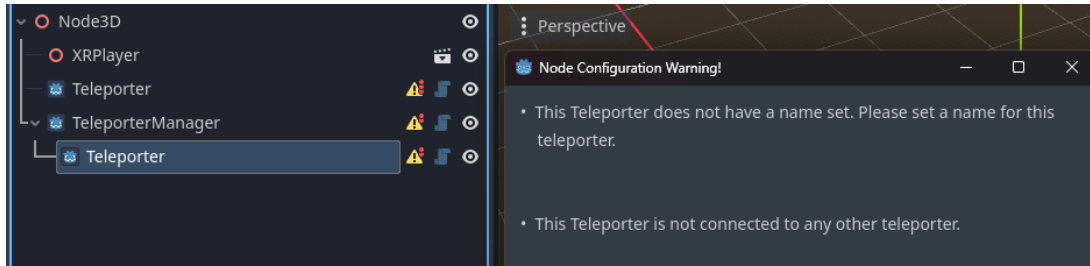 Node3D
XRPlayer
Teleporter
TeleporterManager
Teleporter
Perspective
Node Configuration Warning!
• This Teleporter does not have a name set. Please set a name for this
teleporter.
• This Teleporter is not connected to any other teleporter.